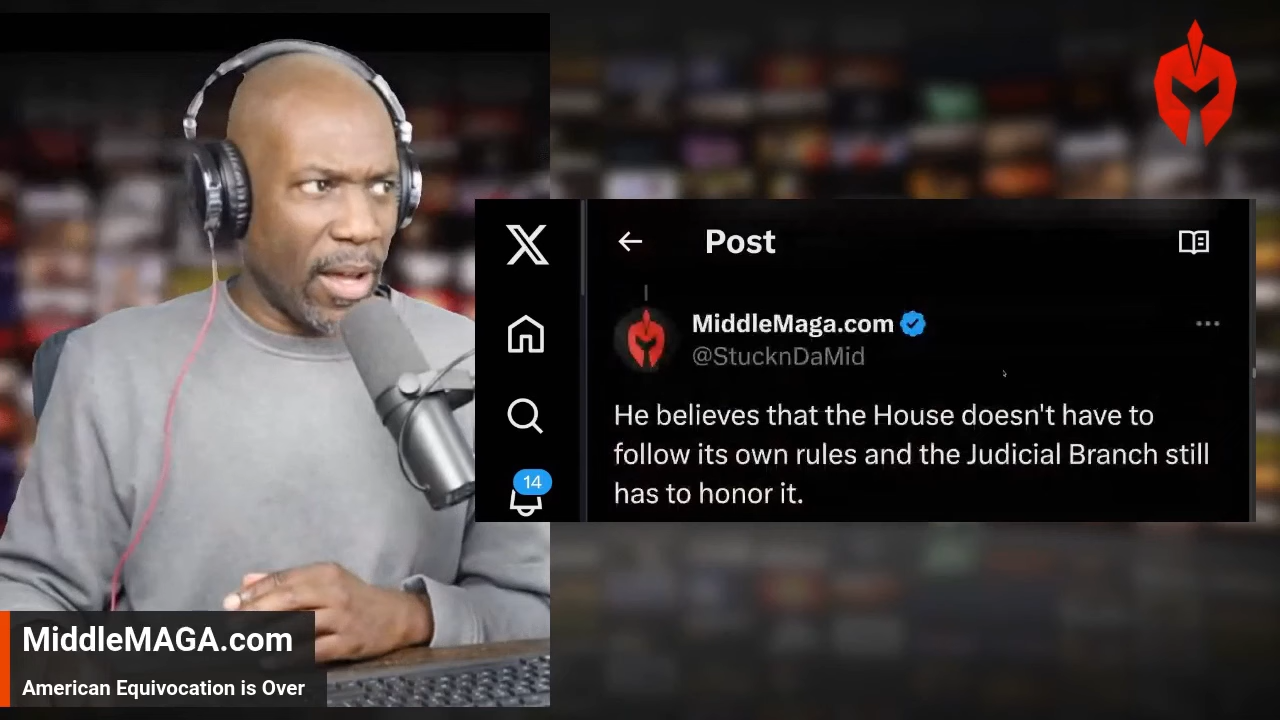 Post
MiddleMaga.com
@StucknDaMid
He believes that the House doesn't have to
follow its own rules and the Judicial Branch still
has to honor it.
14
MiddleMAGA.com
American Equivocation is Over